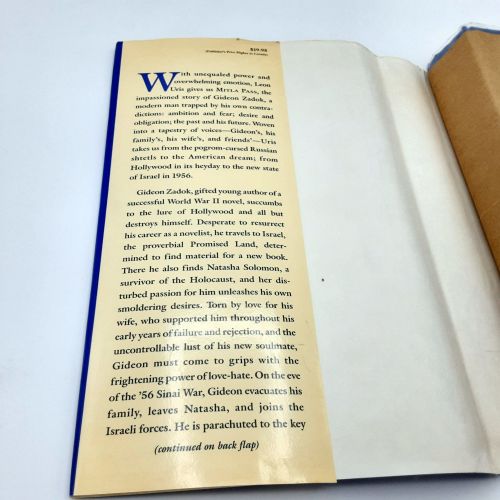 $19.95
(Publisher's Price Higher in Canada)
With unequaled power and
overwhelming emotion, Leon
Uris gives us MITLA PASS, the
impassioned story of Gideon Zadok, a
modern man trapped by his own contra-
dictions: ambition and fear; desire and
obligation; the past and his future. Woven
into a tapestry of voices—Gideon's, his
family's, his wife's, and friends'—Uris
takes us from the pogrom-cursed Russian
shtetls to the American dream; from
Hollywood in its heyday to the new state
of Israel in 1956.
Gideon Zadok, gifted young author of a
successful World War II novel, succumbs
to the lure of Hollywood and all but
destroys himself. Desperate to resurrect
his career as a novelist, he travels to Israel,
the proverbial Promised Land, deter-
mined to find material for a new book.
There he also finds Natasha Solomon, a
survivor of the Holocaust, and her dis-
turbed passion for him unleashes his own
smoldering desires. Torn by love for his
wife, who supported him throughout his
early years of failure and rejection, and the
uncontrollable lust of his new soulmate,
Gideon must come to grips with the
frightening power of love-hate. On the eve
of the '56 Sinai War, Gideon evacuates his
family, leaves Natasha, and joins the
Israeli forces. He is parachuted to the key
(continued on back flap)